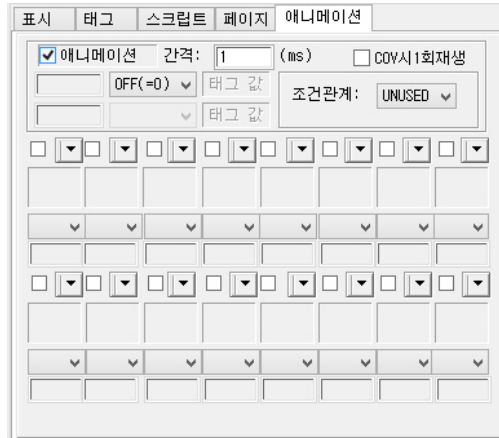 표시 태그 스크립트 페이지 애니메이션
애니메이션 간격: 1 (ms) COV시1회재생
OFF(=0) 태그 값
조건관계: UNUSED
태그 값